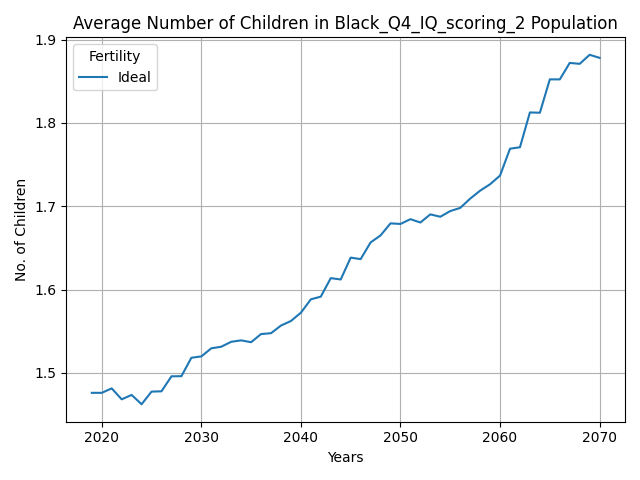 Average Number of Children in Black_Q4_IQ_scoring_2 Population
Fertility
Ideal
No. of Children
1.9
1.8
1.7
1.6
1.5
2020 2030 2040 2050 2060 2070
Years